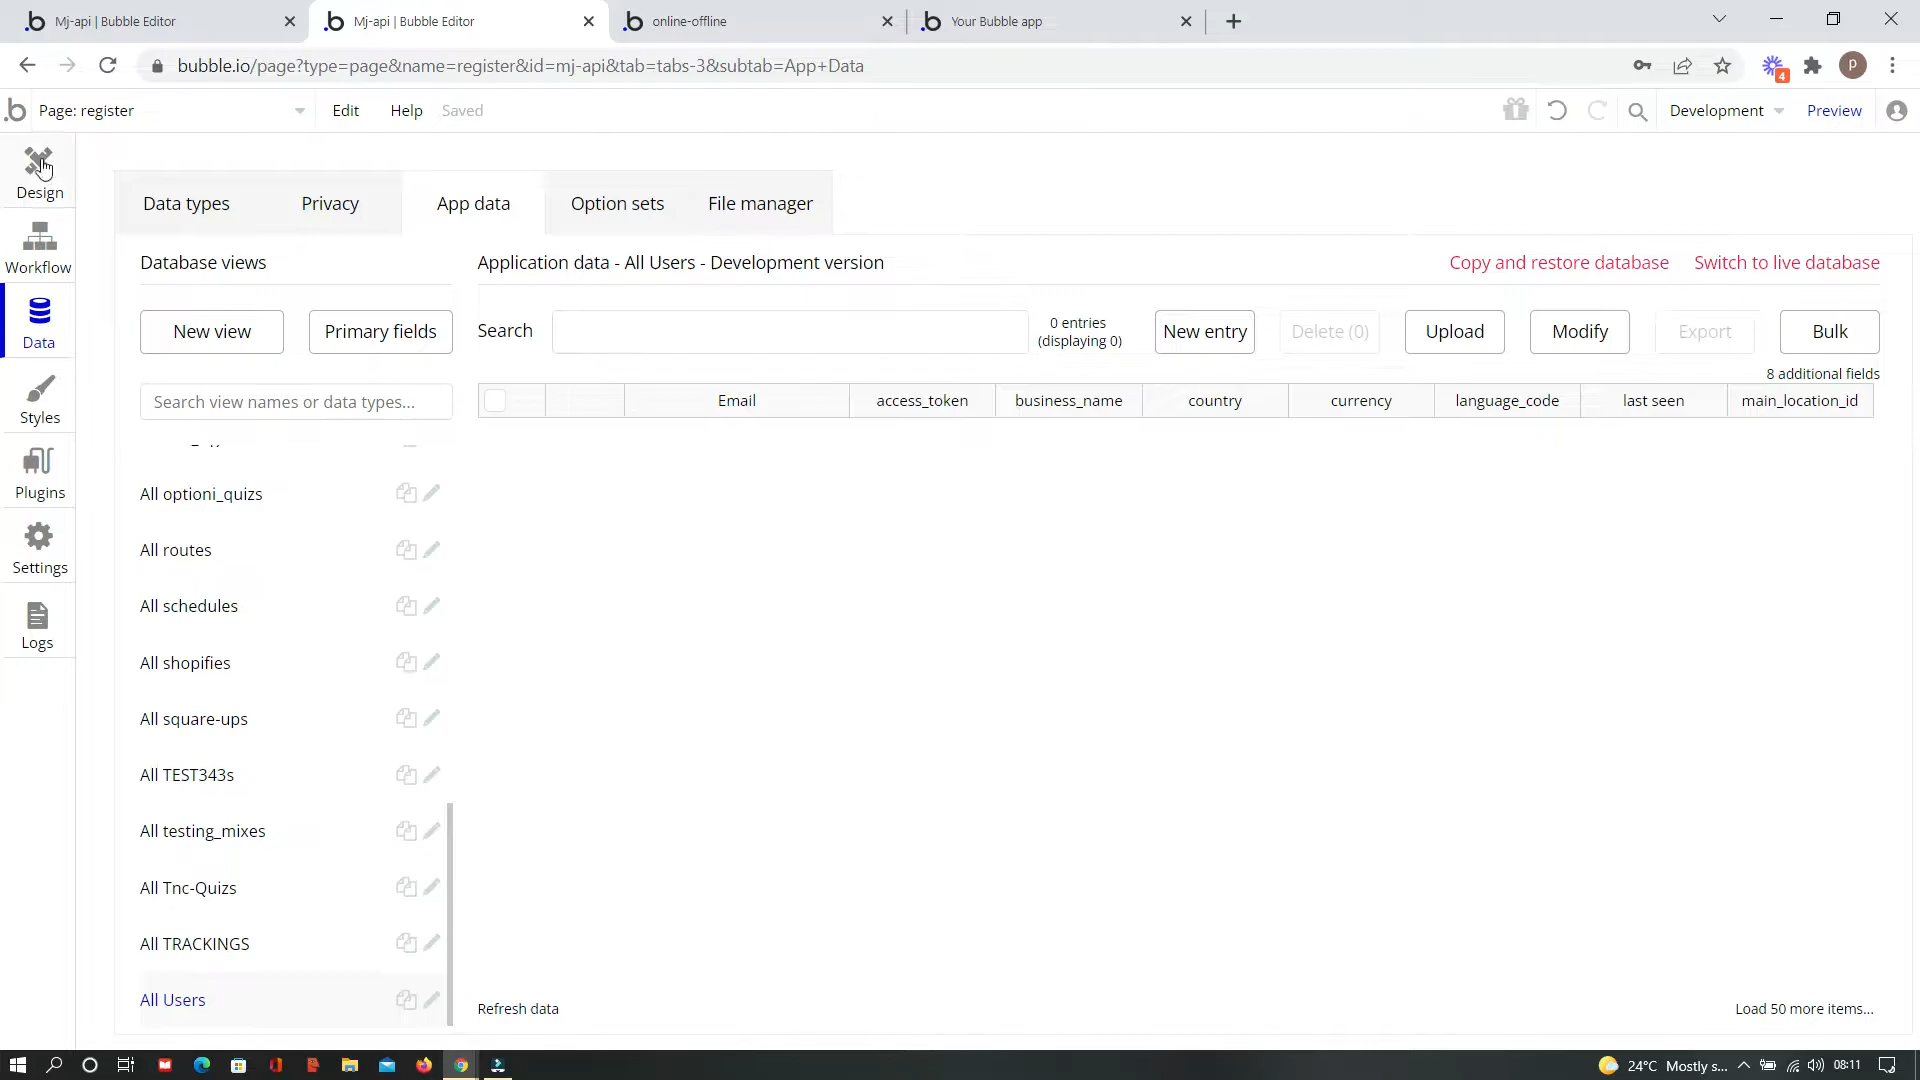 Mj-api | Bubble Editor
Mj-api | Bubble Editor
online-offline
Your Bubble app
bubble.io/page?type=page&name=register&id=mj-api&tab=tabs-3&subtab=App+Data
4
P
Page: register
Edit
Help
Saved
Development
Preview
Design
Workflow
Data
Styles
Plugins
Settings
Logs
Data types
Privacy
App data
Option sets
File manager
Database views
Application data - All Users - Development version
Copy and restore database
Switch to live database
New view
Primary fields
Search
0 entries
(displaying 0)
New entry
Delete (0)
Upload
Modify
Export
Bulk
8 additional fields
Search view names or data types...
Email
access_token
business_name
country
currency
language_code
last seen
main_location_id
All optioni_quizs
All routes
All schedules
All shopifies
All square-ups
All TEST343s
All testing_mixes
All Tnc-Quizs
All TRACKINGS
All Users
Refresh data
Load 50 more items...
24°C Mostly s...
08:11